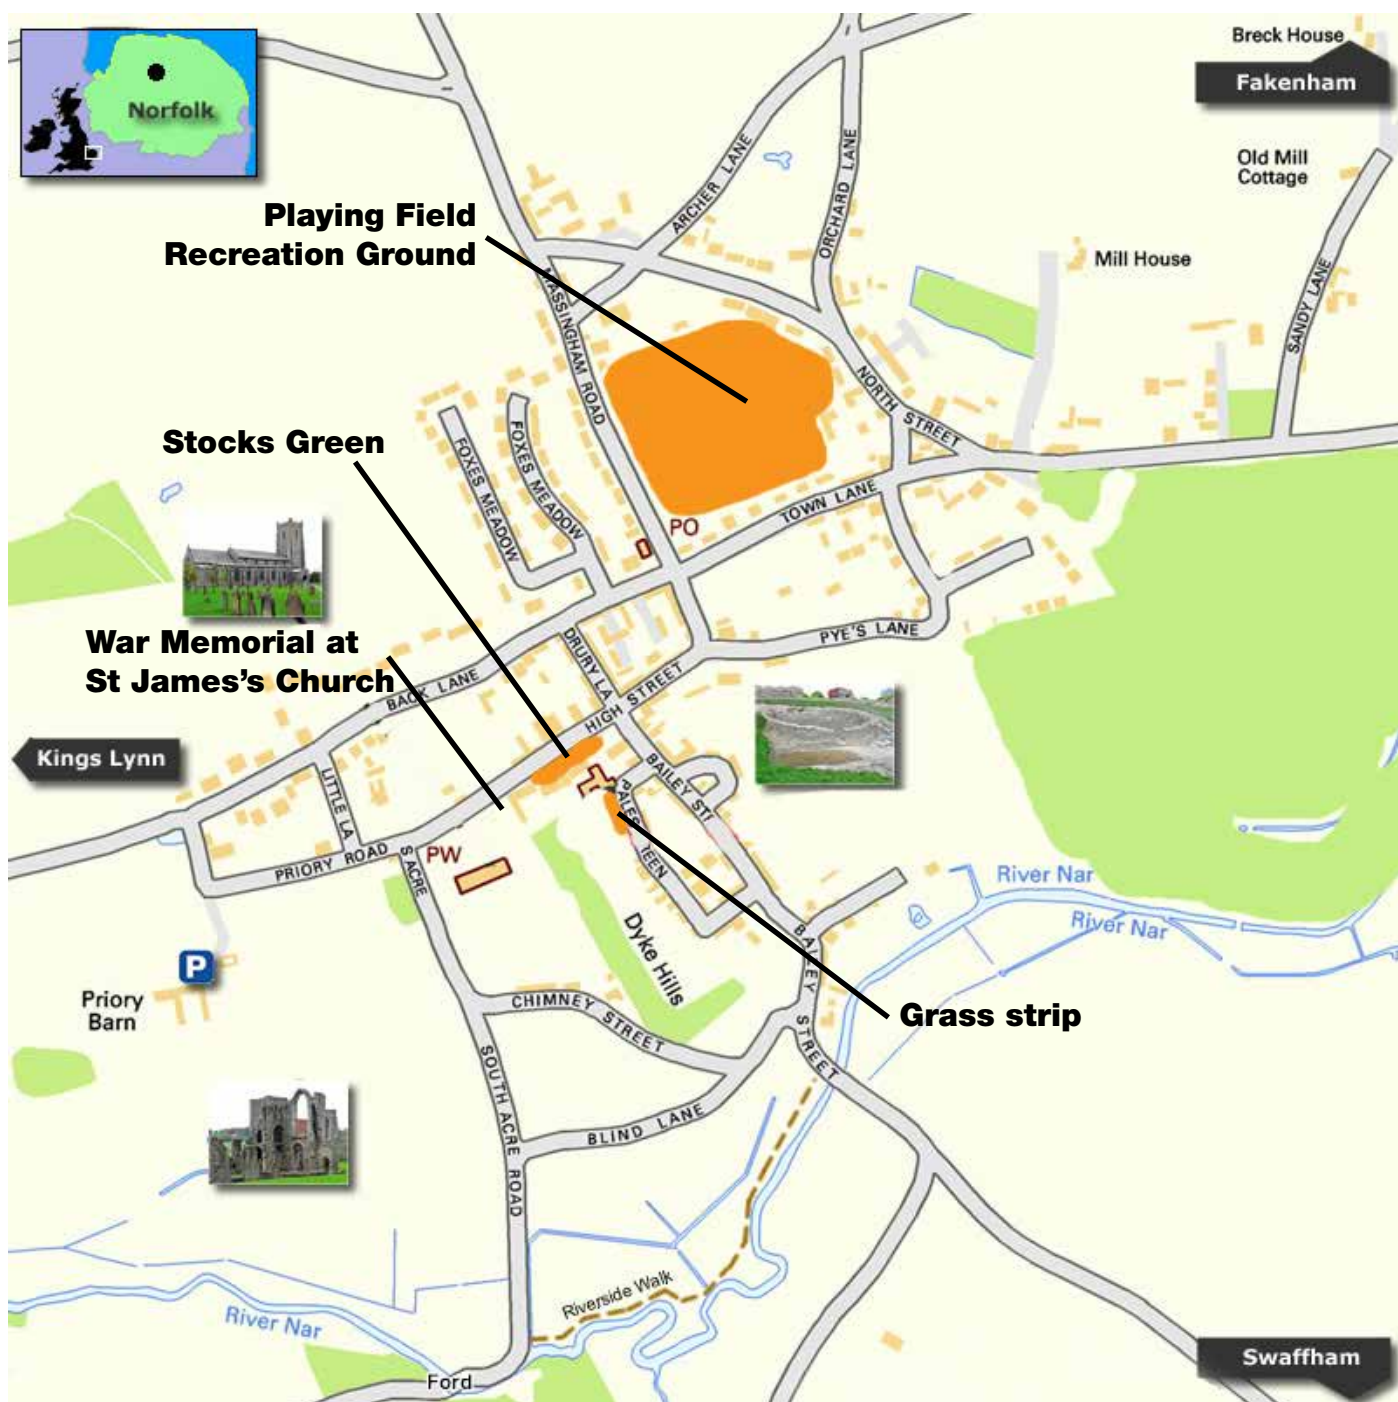 Norfolk
Breck House
Fakenham
Old Mill
Cottage
Mill House
SANDY LANE
ARCHER LANE
ORCHARD LANE
Playing Field
Recreation Ground
MASSINGHAM ROAD
NORTH STREET
Stocks Green
FOXES MEADOW
FOXES MEADOW
TOWN LANE
PO
War Memorial at
St James's Church
DRURY LA
PYE'S LANE
BACK LANE
HIGH STREET
Kings Lynn
LITTLE LA
BAILEY ST
PALES
EEN
PRIORY ROAD
S ACRE
PW
River Nar
River Nar
Dyke Hills
BAILEY STREET
P
Priory
Barn
CHIMNEY STREET
Grass strip
SOUTH ACRE ROAD
BLIND LANE
Riverside Walk
River Nar
Ford
Swaffham